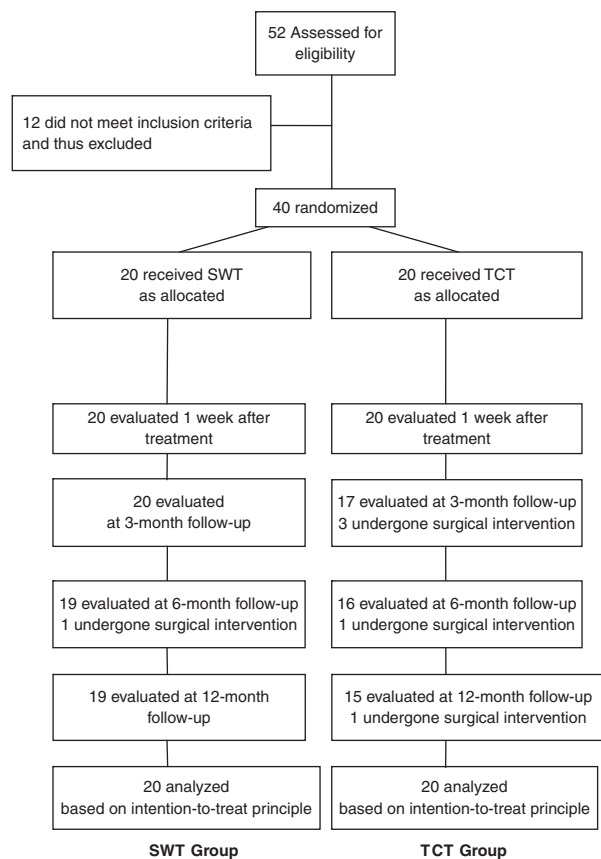 52 Assessed for
eligibility
12 did not meet inclusion criteria
and thus excluded
40 randomized
20 received SWT
as allocated
20 received TCT
as allocated
20 evaluated 1 week after
treatment
20 evaluated 1 week after
treatment
20 evaluated
at 3-month follow-up
17 evaluated at 3-month follow-up
3 undergone surgical intervention
19 evaluated at 6-month follow-up
1 undergone surgical intervention
16 evaluated at 6-month follow-up
1 undergone surgical intervention
19 evaluated at 12-month
follow-up
15 evaluated at 12-month follow-up
1 undergone surgical intervention
20 analyzed
based on intention-to-treat principle
20 analyzed
based on intention-to-treat principle
SWT Group
TCT Group